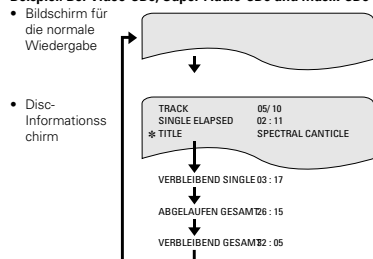 Beispiel: Bei Video-CDs, Super Audio CDs und Musik-CDs
• Bildschirm für
die normale
Wiedergabe
• Disc-
Informationss
chirm
TRACK 05/ 10
SINGLE ELAPSED 02 : 11
✻ TITLE SPECTRAL CANTICLE
VERBLEIBEND SINGLE 03 : 17
ABGELAUFEN GESAMT 26 : 15
VERBLEIBEND GESAMT 32 : 05